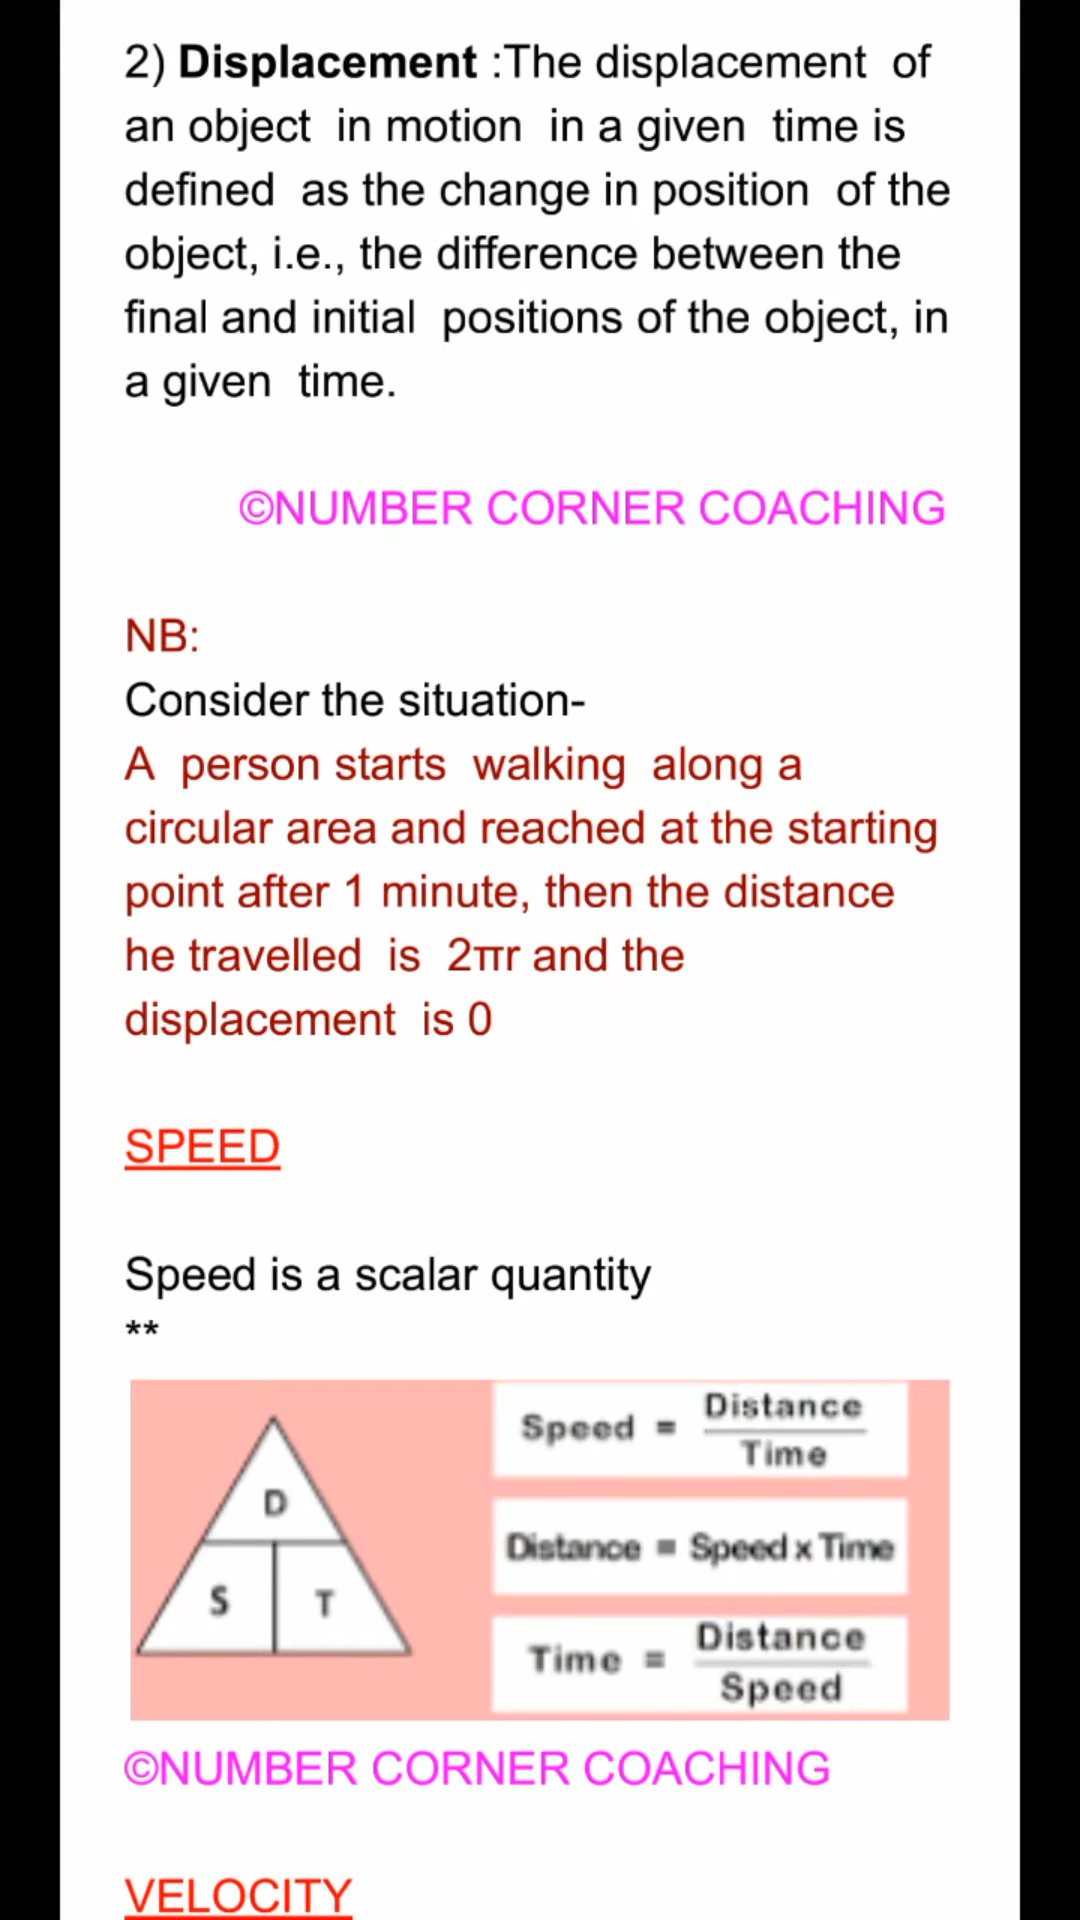 2) Displacement :The displacement of
an object in motion in a given time is
defined as the change in position of the
object, i.e., the difference between the
final and initial positions of the object, in
a given time.
©NUMBER CORNER COACHING
NB:
Consider the situation-
A person starts walking along a
circular area and reached at the starting
point after 1 minute, then the distance
he travelled is 2πr and the
displacement is 0
SPEED
Speed is a scalar quantity
**
D
S T
Speed = Distance
Time
Distance = Speed x Time
Time = Distance
Speed
©NUMBER CORNER COACHING
VELOCITY